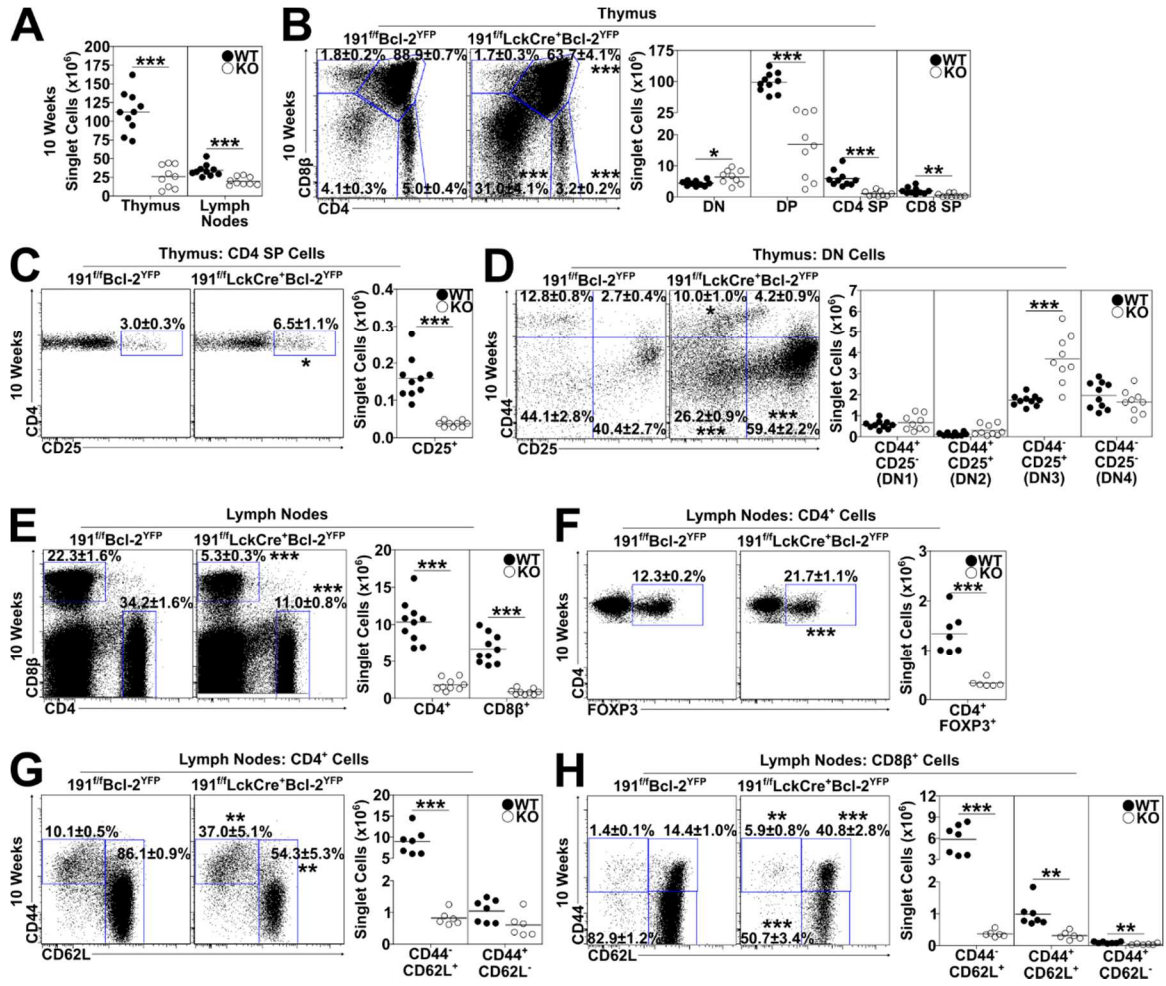 A
10 Weeks
Singlet Cells (x10⁶)
200
175
150
125
100
75
50
25
0
●WT
○KO
***
***
Thymus
Lymph
Nodes
B
Thymus
191ᶠ/ᶠBcl-2ʸᶠᴾ
191ᶠ/ᶠLckCre⁺Bcl-2ʸᶠᴾ
1.8±0.2%
88.9±0.7%
1.7±0.3%
63.7±4.1%
***
10 Weeks
CD8β
***
***
4.1±0.3%
5.0±0.4%
31.0±4.1%
3.2±0.2%
CD4
Singlet Cells (x10⁶)
175
100
25
20
10
0
●WT
○KO
*
***
***
**
DN
DP
CD4 SP
CD8 SP
C
Thymus: CD4 SP Cells
191ᶠ/ᶠBcl-2ʸᶠᴾ
191ᶠ/ᶠLckCre⁺Bcl-2ʸᶠᴾ
3.0±0.3%
6.5±1.1%
*
10 Weeks
CD4
CD25
Singlet Cells (x10⁶)
0.4
0.3
0.2
0.1
0.0
●WT
○KO
***
CD25⁺
D
Thymus: DN Cells
191ᶠ/ᶠBcl-2ʸᶠᴾ
191ᶠ/ᶠLckCre⁺Bcl-2ʸᶠᴾ
12.8±0.8%
2.7±0.4%
10.0±1.0%
4.2±0.9%
*
10 Weeks
CD44
44.1±2.8%
40.4±2.7%
26.2±0.9%
***
***
59.4±2.2%
CD25
Singlet Cells (x10⁶)
7
6
5
4
3
2
1
0
●WT
○KO
***
CD44⁺
CD25⁻
(DN1)
CD44⁺
CD25⁺
(DN2)
CD44⁻
CD25⁺
(DN3)
CD44⁻
CD25⁻
(DN4)
E
Lymph Nodes
191ᶠ/ᶠBcl-2ʸᶠᴾ
191ᶠ/ᶠLckCre⁺Bcl-2ʸᶠᴾ
22.3±1.6%
5.3±0.3%
***
***
34.2±1.6%
11.0±0.8%
10 Weeks
CD8β
CD4
Singlet Cells (x10⁶)
20
15
10
5
0
●WT
○KO
***
***
CD4⁺
CD8β⁺
F
Lymph Nodes: CD4⁺ Cells
191ᶠ/ᶠBcl-2ʸᶠᴾ
191ᶠ/ᶠLckCre⁺Bcl-2ʸᶠᴾ
12.3±0.2%
21.7±1.1%
***
10 Weeks
CD4
FOXP3
Singlet Cells (x10⁶)
3
2
1
0
●WT
○KO
***
CD4⁺
FOXP3⁺
G
Lymph Nodes: CD4⁺ Cells
191ᶠ/ᶠBcl-2ʸᶠᴾ
191ᶠ/ᶠLckCre⁺Bcl-2ʸᶠᴾ
**
10.1±0.5%
86.1±0.9%
37.0±5.1%
54.3±5.3%
**
10 Weeks
CD44
CD62L
Singlet Cells (x10⁶)
20
15
10
5
2
1
0
●WT
○KO
***
CD44⁻
CD62L⁺
CD44⁺
CD62L⁻
H
Lymph Nodes: CD8β⁺ Cells
191ᶠ/ᶠBcl-2ʸᶠᴾ
191ᶠ/ᶠLckCre⁺Bcl-2ʸᶠᴾ
**
***
1.4±0.1%
14.4±1.0%
5.9±0.8%
40.8±2.8%
10 Weeks
CD44
***
82.9±1.2%
50.7±3.4%
CD62L
Singlet Cells (x10⁶)
12
9
6
3
2
1
0
●WT
○KO
***
**
**
CD44⁻
CD62L⁺
CD44⁺
CD62L⁺
CD44⁺
CD62L⁻